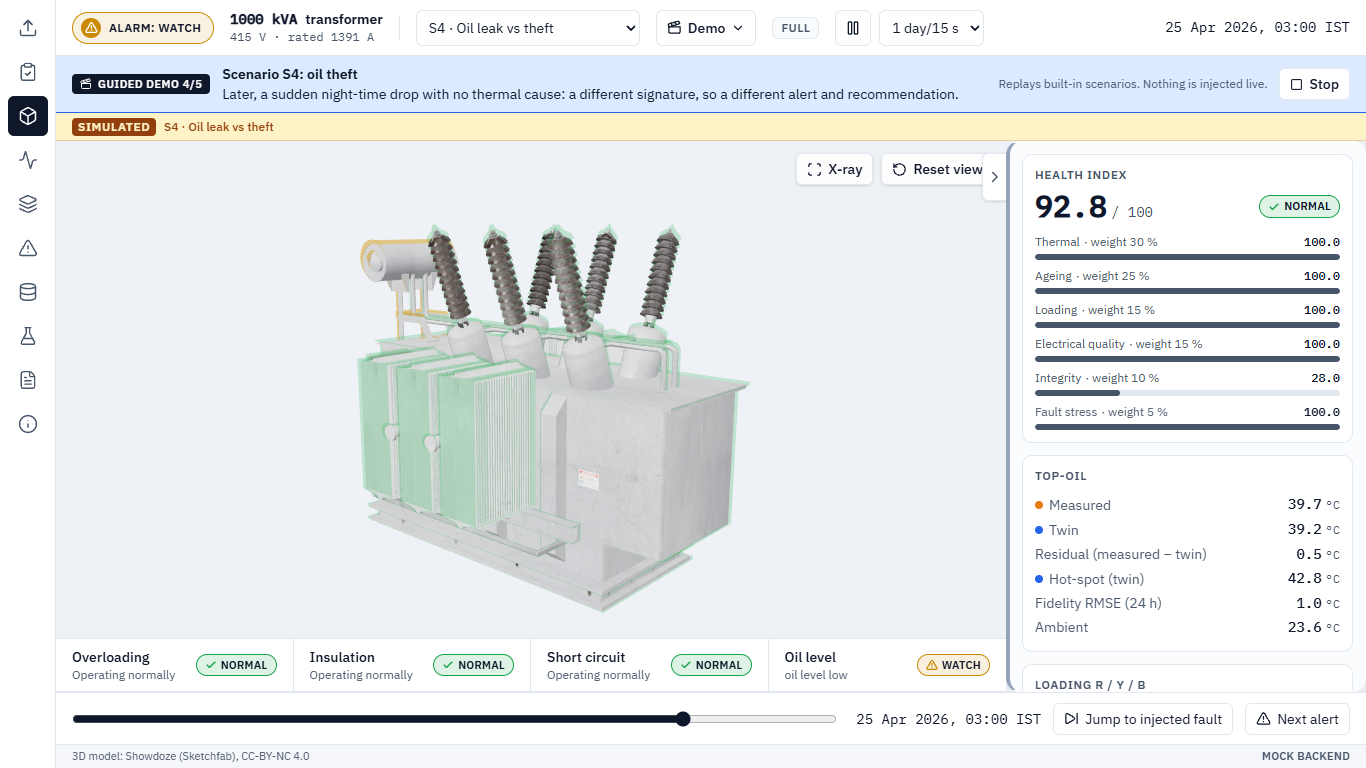 ALARM: WATCH
1000 kVA transformer
415 V · rated 1391 A
S4 · Oil leak vs theft
Demo
FULL
1 day/15 s
25 Apr 2026, 03:00 IST
GUIDED DEMO 4/5
Scenario S4: oil theft
Later, a sudden night-time drop with no thermal cause: a different signature, so a different alert and recommendation.
Replays built-in scenarios. Nothing is injected live.
Stop
SIMULATED
S4 · Oil leak vs theft
X-ray
Reset view
HEALTH INDEX
92.8 / 100
NORMAL
Thermal · weight 30 % 100.0
Ageing · weight 25 % 100.0
Loading · weight 15 % 100.0
Electrical quality · weight 15 % 100.0
Integrity · weight 10 % 28.0
Fault stress · weight 5 % 100.0
TOP-OIL
Measured 39.7 °C
Twin 39.2 °C
Residual (measured − twin) 0.5 °C
Hot-spot (twin) 42.8 °C
Fidelity RMSE (24 h) 1.0 °C
Ambient 23.6 °C
LOADING R / Y / B
Overloading
Operating normally
NORMAL
Insulation
Operating normally
NORMAL
Short circuit
Operating normally
NORMAL
Oil level
oil level low
WATCH
25 Apr 2026, 03:00 IST
Jump to injected fault
Next alert
3D model: Showdoze (Sketchfab), CC-BY-NC 4.0
MOCK BACKEND